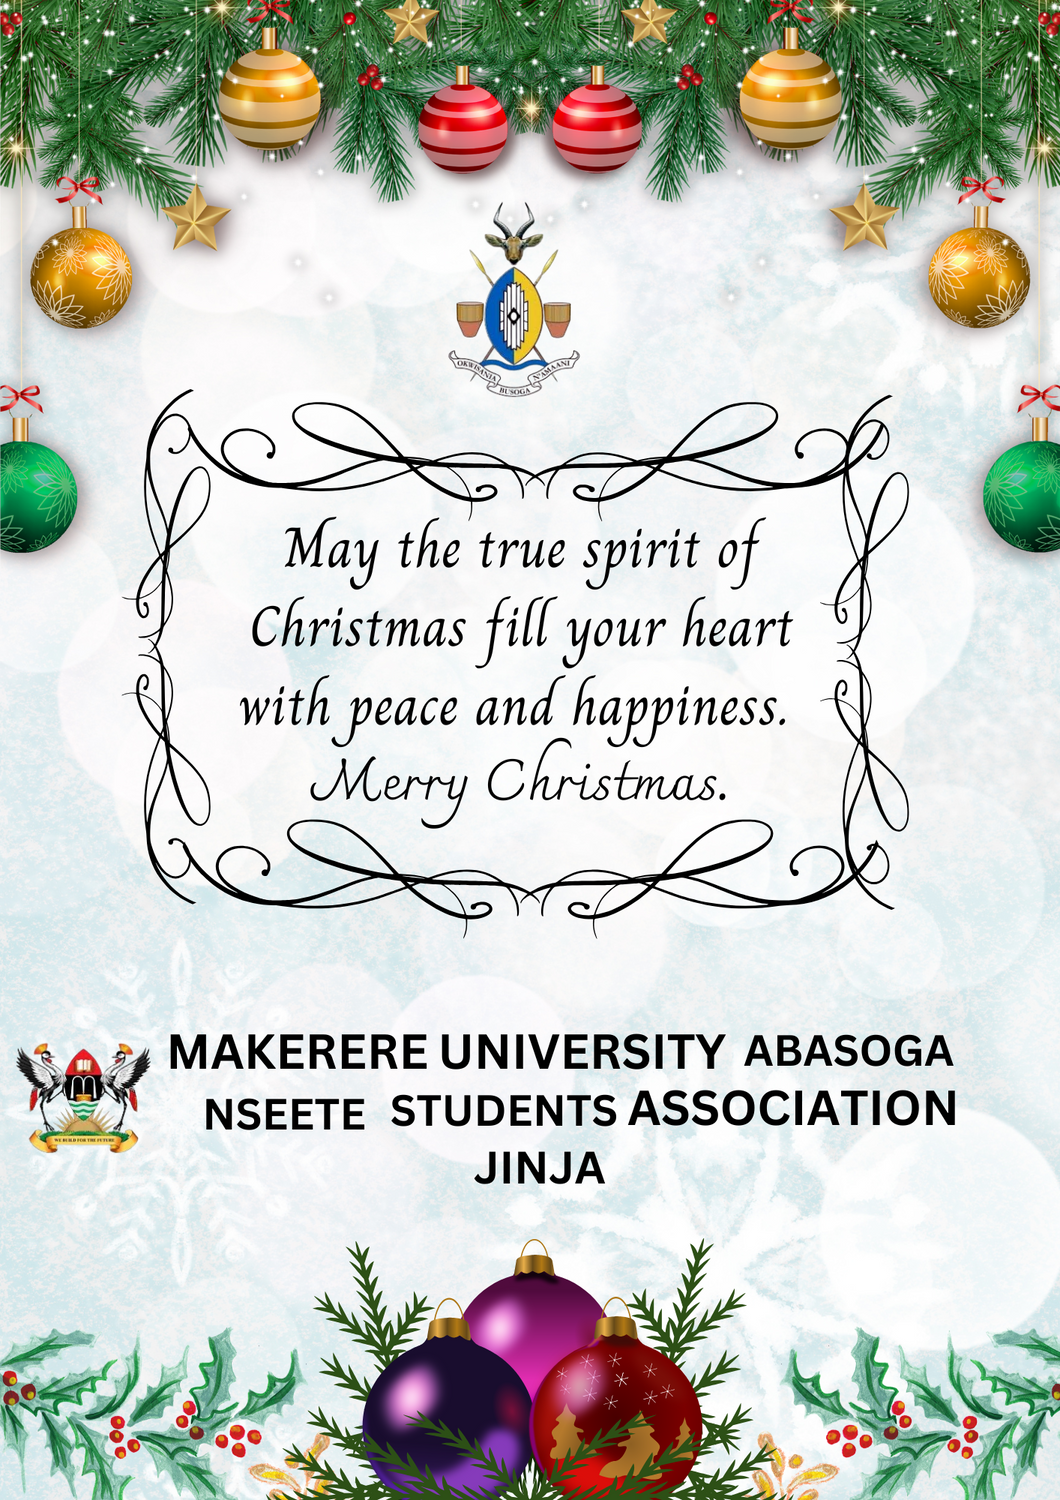 OKWISANIA BUSOGA N'AMAANI
May the true spirit of
Christmas fill your heart
with peace and happiness.
Merry Christmas.
MAKERERE UNIVERSITY ABASOGA
NSEETE STUDENTS ASSOCIATION
JINJA
WE BUILD FOR THE FUTURE